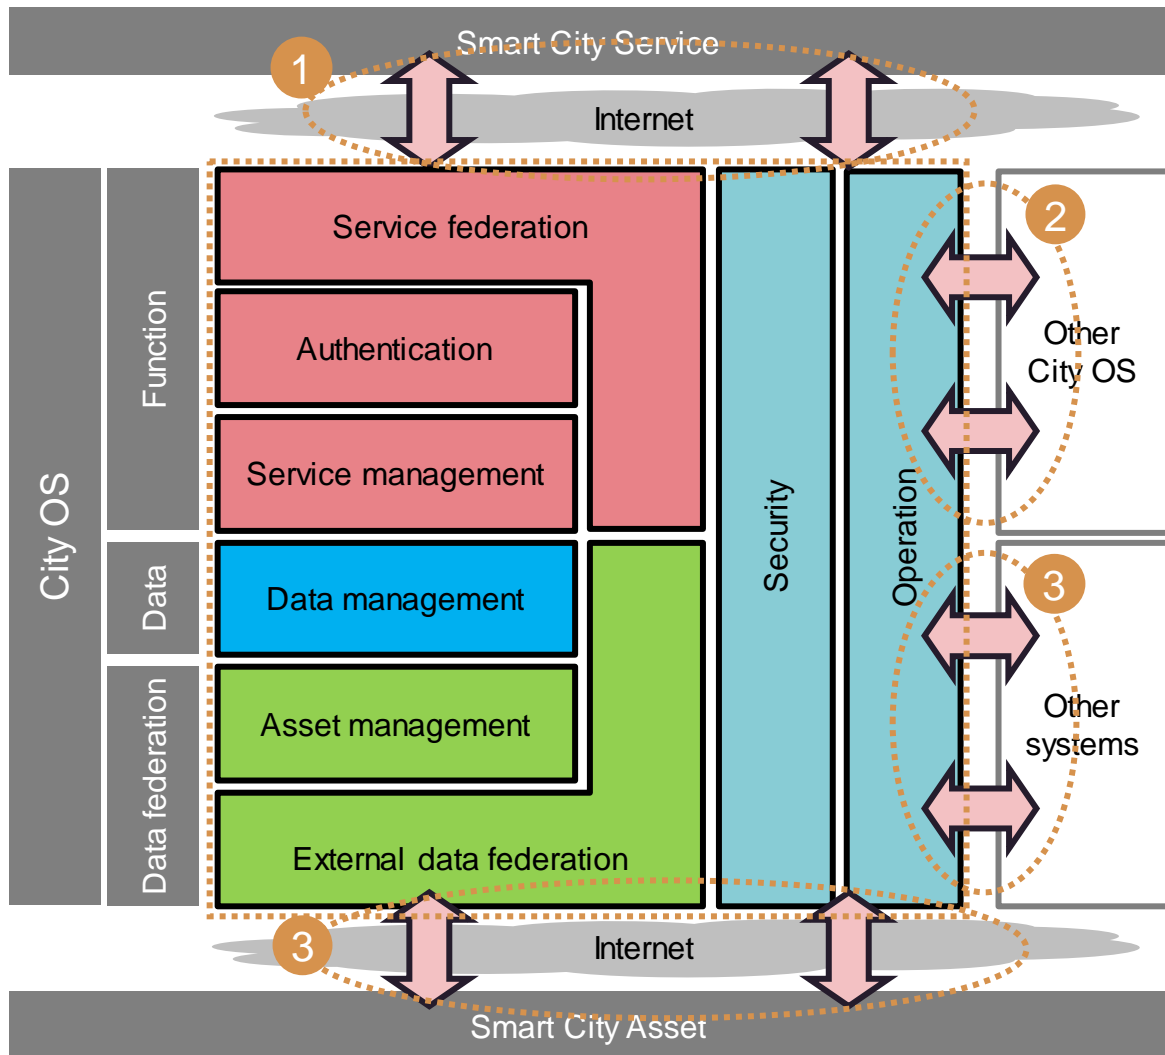 Smart City Service
1
Internet
City OS
Function
Data
Data federation
Service federation
Authentication
Service management
Data management
Asset management
External data federation
Security
Operation
2
Other
City OS
3
Other
systems
3
Internet
Smart City Asset